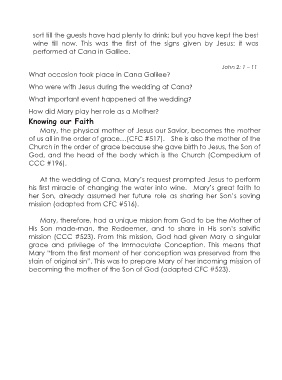 sort till the guests have had plenty to drink; but you have kept the best
wine till now. This was the first of the signs given by Jesus: it was
performed at Cana in Galilee.
John 2: 1 – 11
What occasion took place in Cana Galilee?
Who were with Jesus during the wedding at Cana?
What important event happened at the wedding?
How did Mary play her role as a Mother?
Knowing our Faith
Mary, the physical mother of Jesus our Savior, becomes the mother
of us all in the order of grace…(CFC #517). She is also the mother of the
Church in the order of grace because she gave birth to Jesus, the Son of
God, and the head of the body which is the Church (Compedium of
CCC #196).
At the wedding of Cana, Mary's request prompted Jesus to perform
his first miracle of changing the water into wine. Mary's great faith to
her Son, already assumed her future role as sharing her Son's saving
mission (adapted from CFC #516).
Mary, therefore, had a unique mission from God to be the Mother of
His Son made-man, the Redeemer, and to share in His son's salvific
mission (CCC #523). From this mission, God had given Mary a singular
grace and privilege of the Immaculate Conception. This means that
Mary "from the first moment of her conception was preserved from the
stain of original sin". This was to prepare Mary of her incoming mission of
becoming the mother of the Son of God (adapted CFC #523).